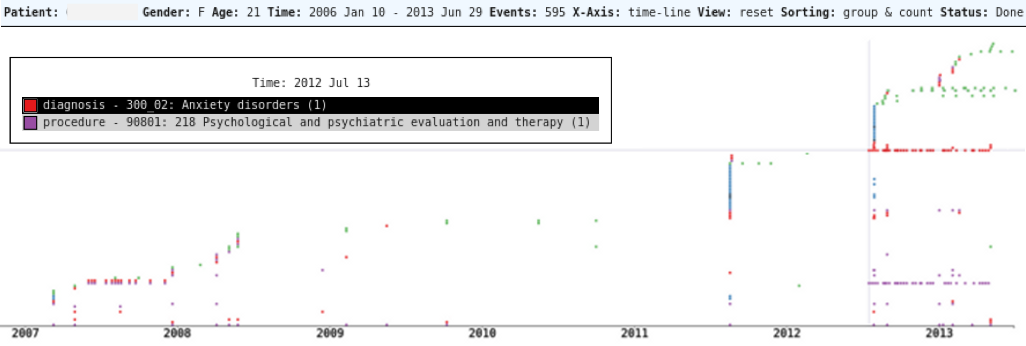 Patient: Gender: F Age: 21 Time: 2006 Jan 10 - 2013 Jun 29 Events: 595 X-Axis: time-line View: reset Sorting: group & count Status: Done
Time: 2012 Jul 13
diagnosis - 300_02: Anxiety disorders (1)
procedure - 90801: 218 Psychological and psychiatric evaluation and therapy (1)
2007 2008 2009 2010 2011 2012 2013